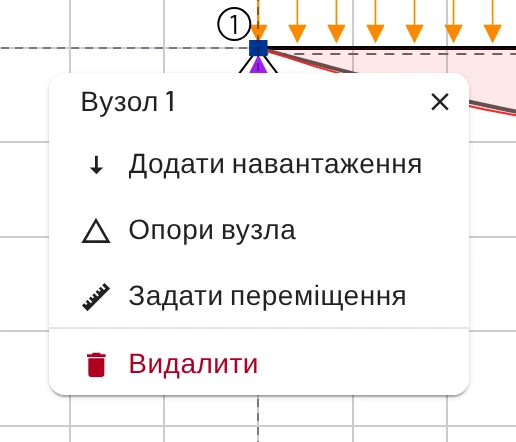 1
Вузол 1
Додати навантаження
Опори вузла
Задати переміщення
Видалити